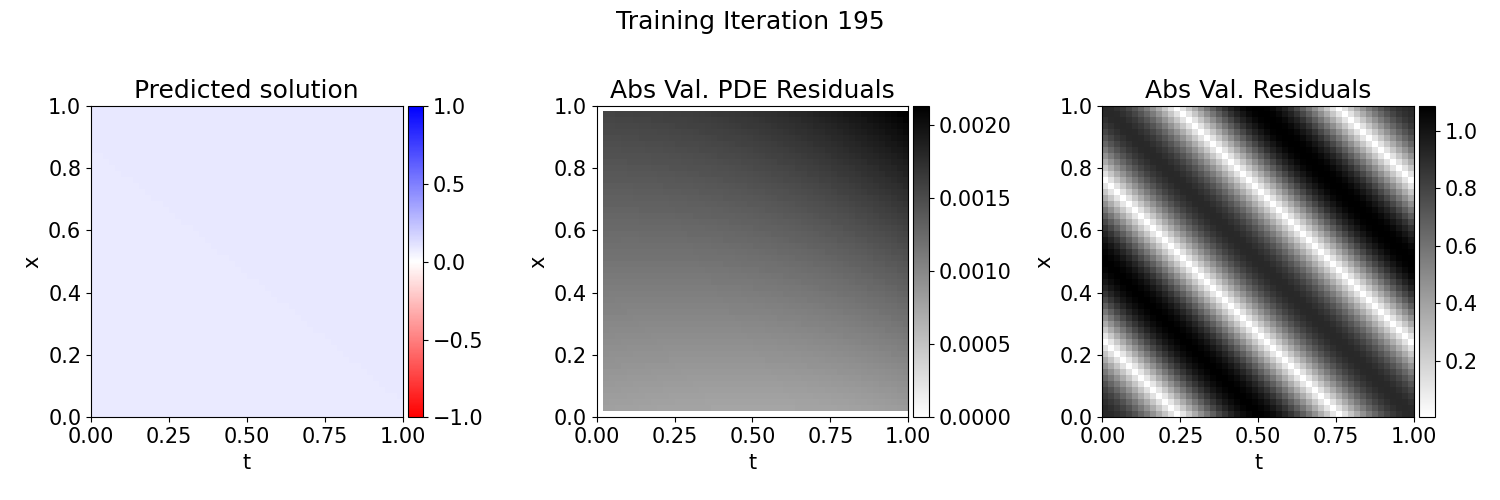 Training Iteration 195
Predicted solution
Abs Val. PDE Residuals
Abs Val. Residuals
1.0
0.8
0.6
0.4
0.2
0.0
x
0.00 0.25 0.50 0.75 1.00
t
1.0
0.5
0.0
−0.5
−1.0
1.0
0.8
0.6
0.4
0.2
0.0
x
0.00 0.25 0.50 0.75 1.00
t
0.0020
0.0015
0.0010
0.0005
0.0000
1.0
0.8
0.6
0.4
0.2
0.0
x
0.00 0.25 0.50 0.75 1.00
t
1.0
0.8
0.6
0.4
0.2